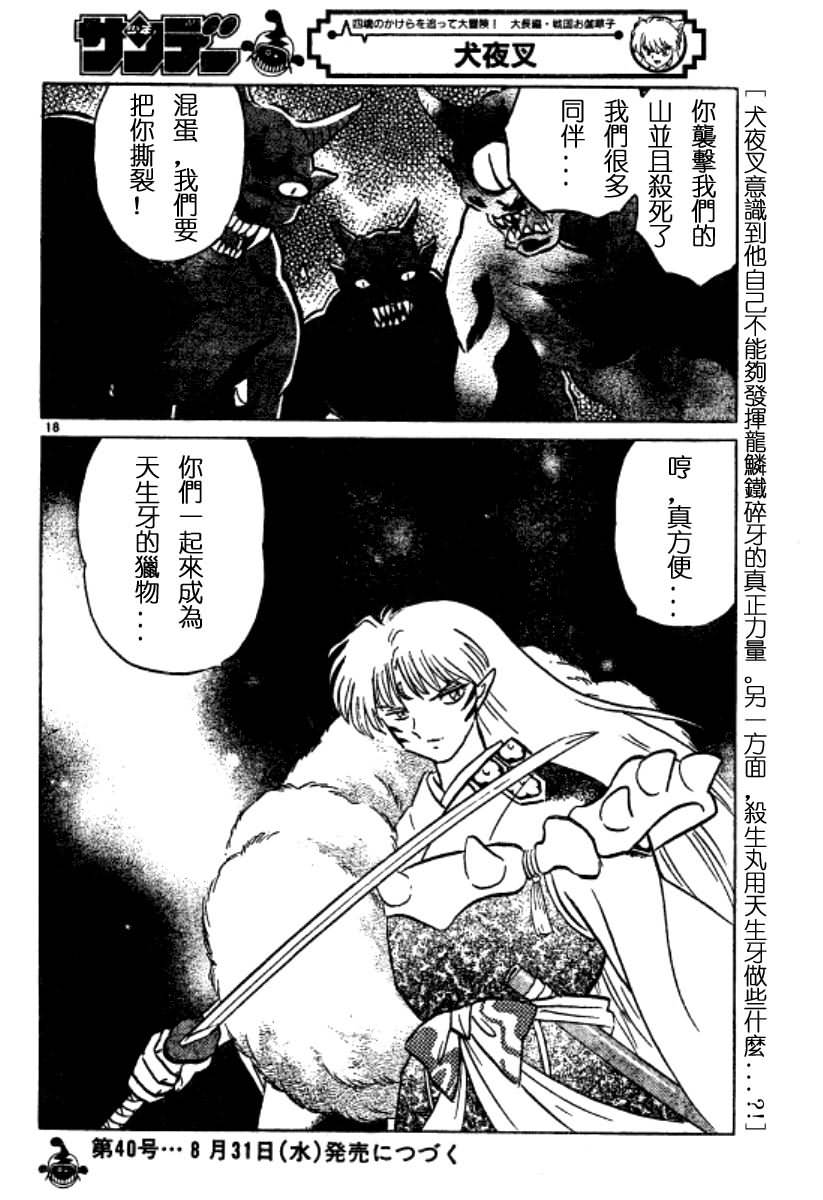 サンデー
四魂のかけらを追って大冒険！ 大長編・戦国お伽草子
犬夜叉
你襲擊我們的
山並且殺死了
我們很多
同伴...
混蛋,我們要
把你撕裂!
18
哼,真方便...
你們一起來成為
天生牙的獵物...
[犬夜叉意識到他自己不能夠發揮龍鱗鐵碎牙的真正力量。另一方面,殺生丸用天生牙做些什麼...?!]
第40号…8月31日(水)発売につづく